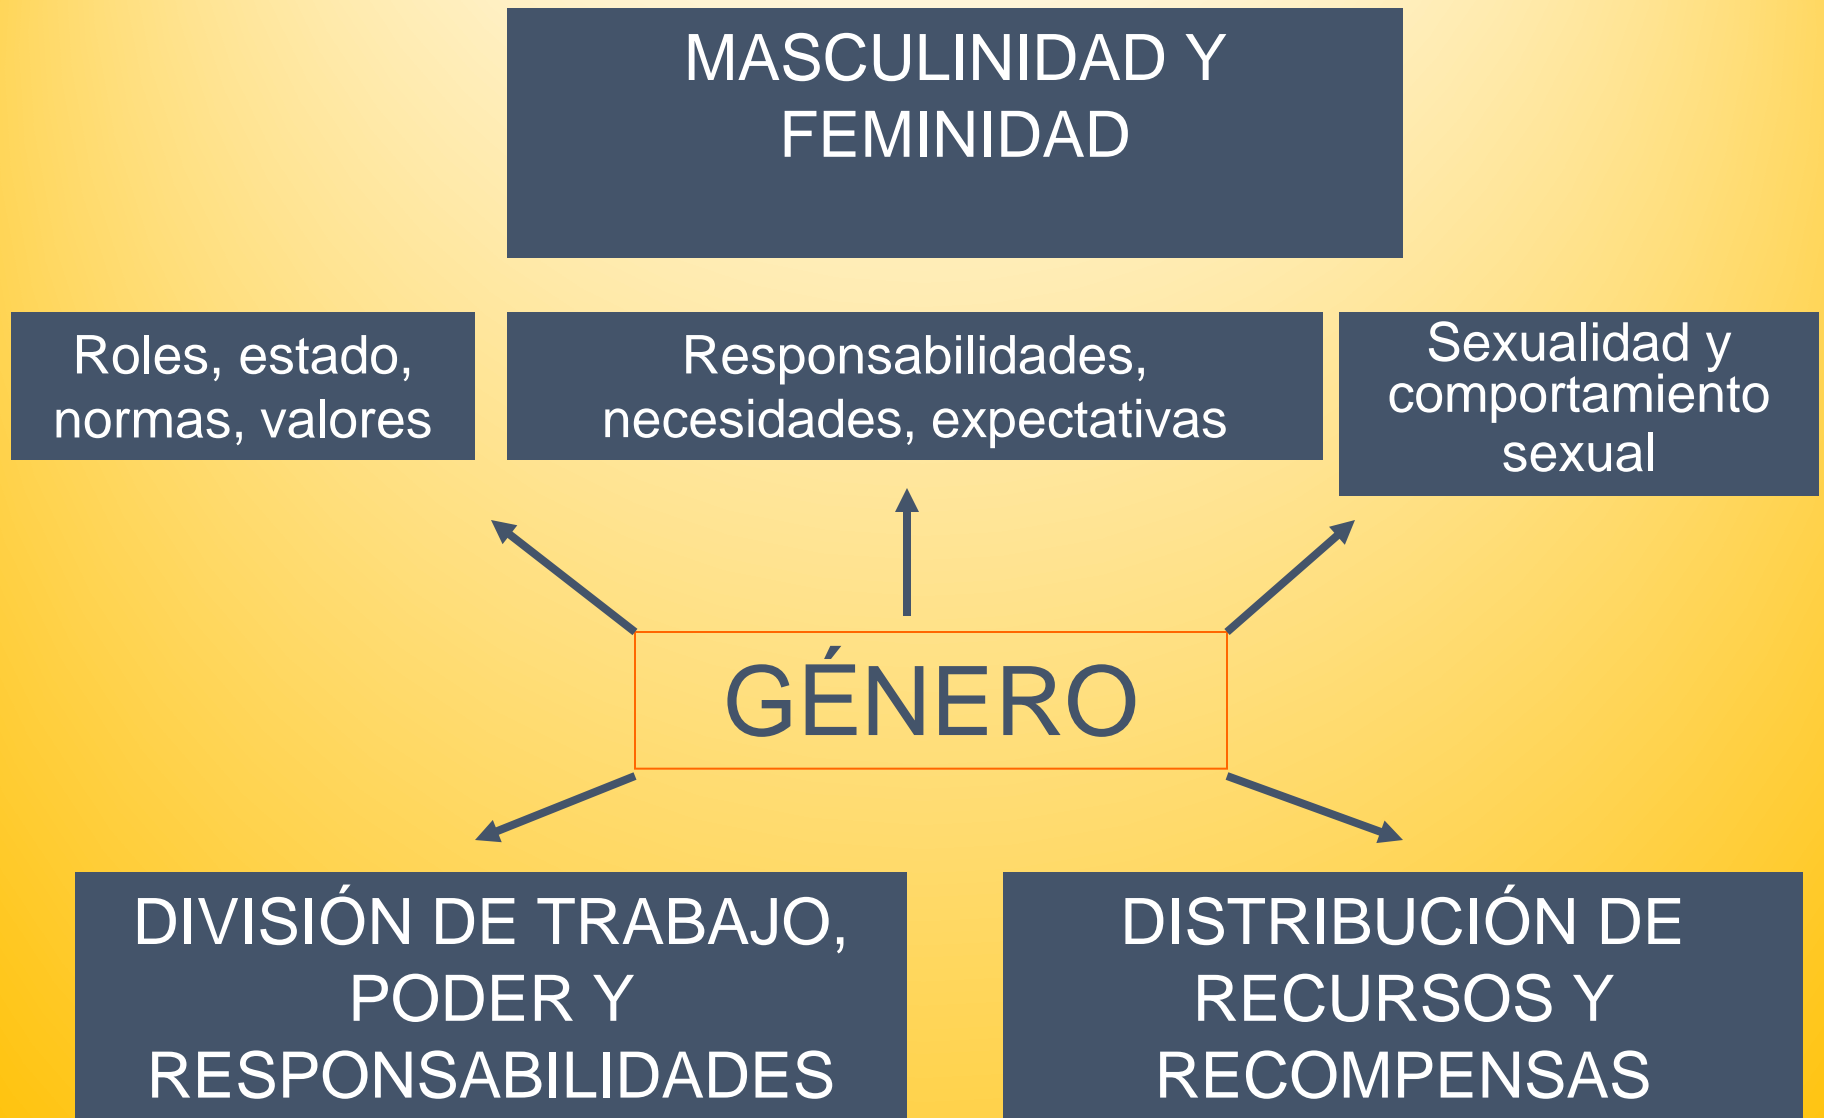 MASCULINIDAD Y
FEMINIDAD
Roles, estado,
normas, valores
Responsabilidades,
necesidades, expectativas
Sexualidad y
comportamiento
sexual
GÉNERO
DIVISIÓN DE TRABAJO,
PODER Y
RESPONSABILIDADES
DISTRIBUCIÓN DE
RECURSOS Y
RECOMPENSAS